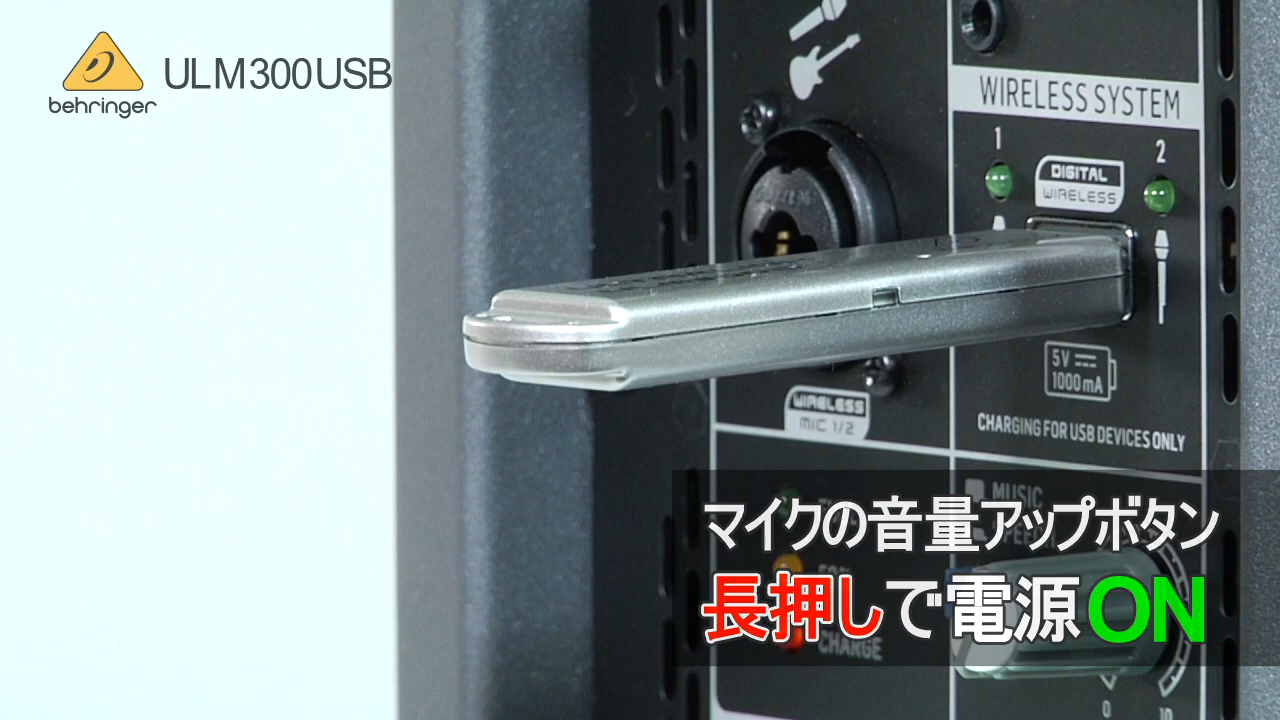 behringer
ULM300USB
WIRELESS SYSTEM
1
2
DIGITAL
WIRELESS
5V
1000mA
CHARGING FOR USB DEVICES ONLY
WIRELESS
MIC 1/2
MUSIC
マイクの音量アップボタン
長押しで電源ON
CHARGE
0
10